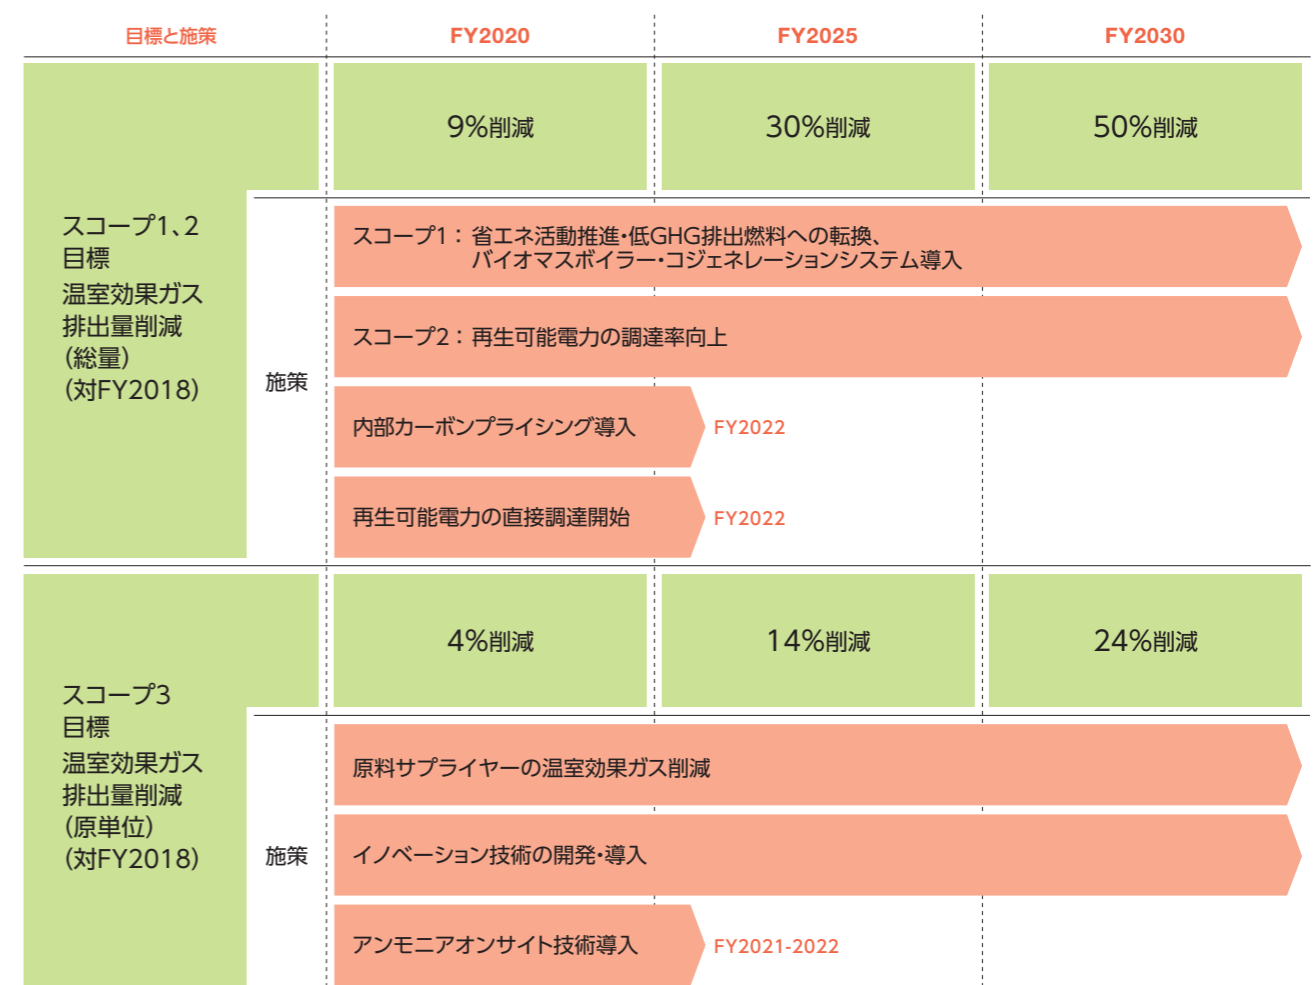 目標と施策
FY2020
FY2025
FY2030
スコープ1、2
目標
温室効果ガス
排出量削減
（総量）
（対FY2018）
9%削減
30%削減
50%削減
施策
スコープ1：省エネ活動推進・低GHG排出燃料への転換、
バイオマスボイラー・コジェネレーションシステム導入
スコープ2：再生可能電力の調達率向上
内部カーボンプライシング導入
FY2022
再生可能電力の直接調達開始
FY2022
スコープ3
目標
温室効果ガス
排出量削減
（原単位）
（対FY2018）
4%削減
14%削減
24%削減
施策
原料サプライヤーの温室効果ガス削減
イノベーション技術の開発・導入
アンモニアオンサイト技術導入
FY2021-2022